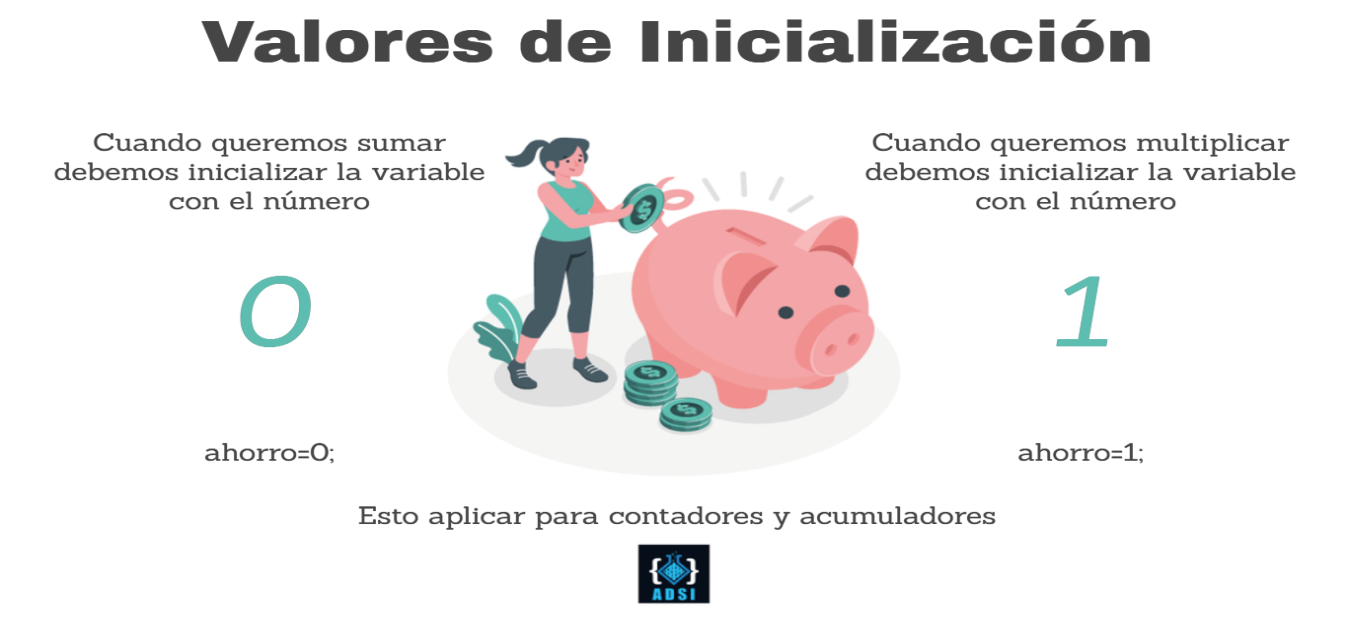 Valores de Inicialización
Cuando queremos sumar
debemos inicializar la variable
con el número
0
ahorro=0;
Cuando queremos multiplicar
debemos inicializar la variable
con el número
1
ahorro=1;
Esto aplicar para contadores y acumuladores
{ }
ADSI